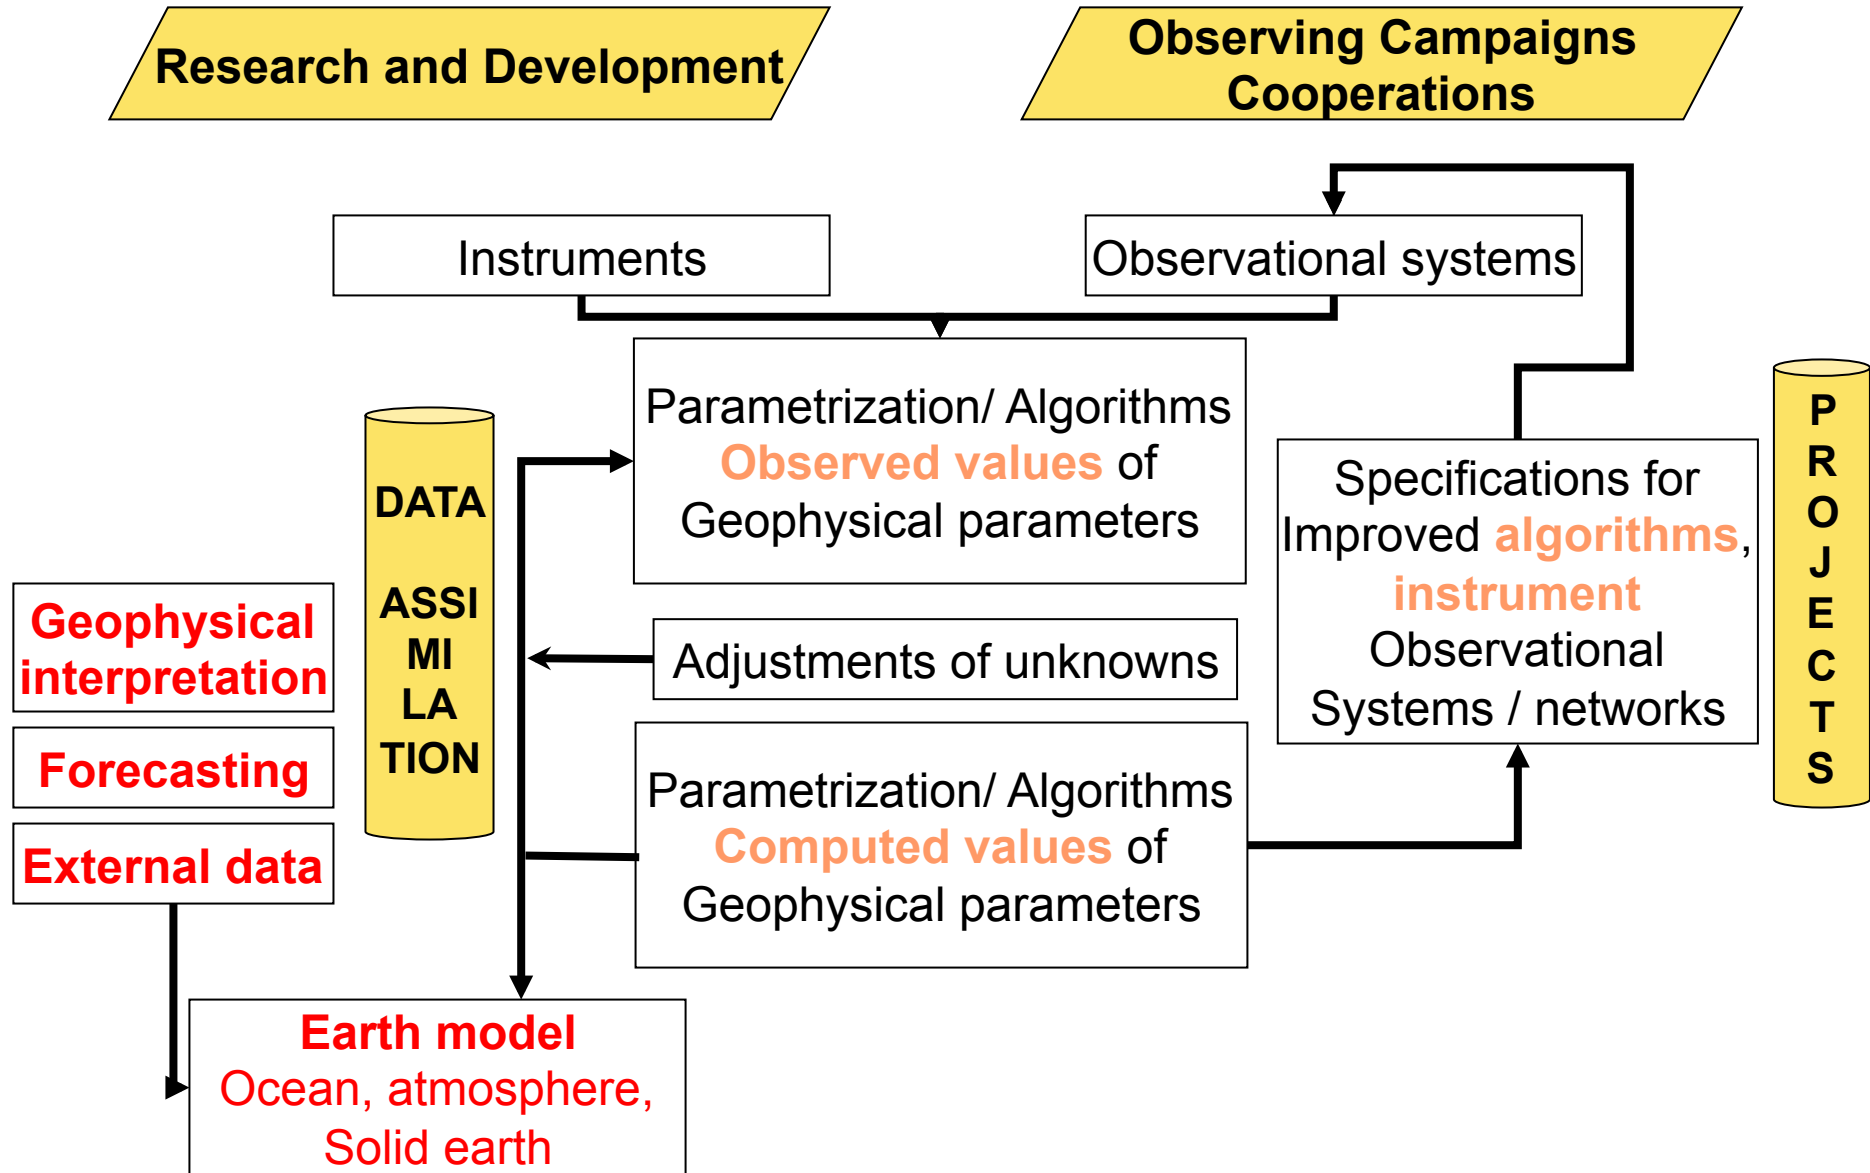 Research and Development
Observing Campaigns
Cooperations
Instruments
Observational systems
Parametrization/ Algorithms
Observed values of
Geophysical parameters
DATA
ASSI
MI
LA
TION
Adjustments of unknowns
Parametrization/ Algorithms
Computed values of
Geophysical parameters
Specifications for
Improved algorithms,
instrument
Observational
Systems / networks
P
R
O
J
E
C
T
S
Geophysical
interpretation
Forecasting
External data
Earth model
Ocean, atmosphere,
Solid earth